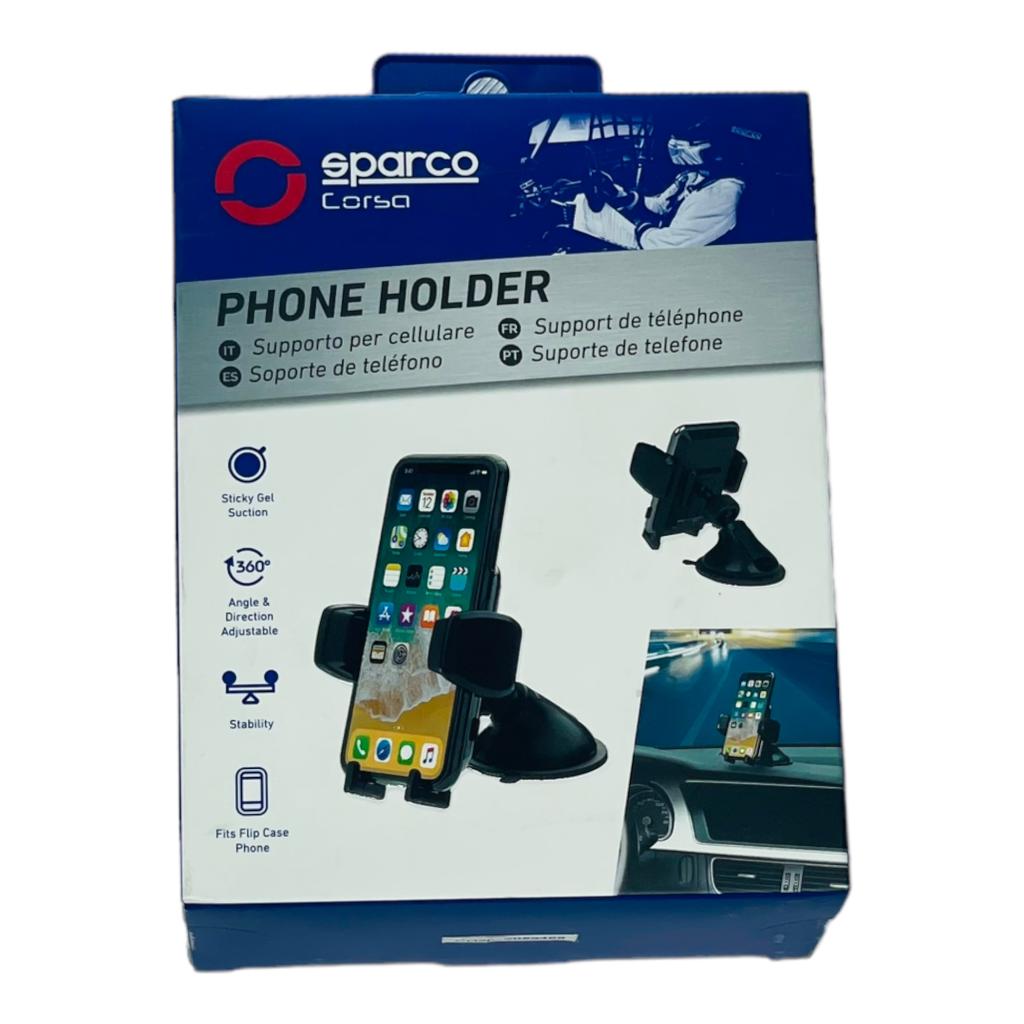 sparco
Corsa
PHONE HOLDER
IT Supporto per cellulare
ES Soporte de teléfono
FR Support de téléphone
PT Suporte de telefone
Sticky Gel
Suction
360°
Angle &
Direction
Adjustable
Stability
Fits Flip Case
Phone
12